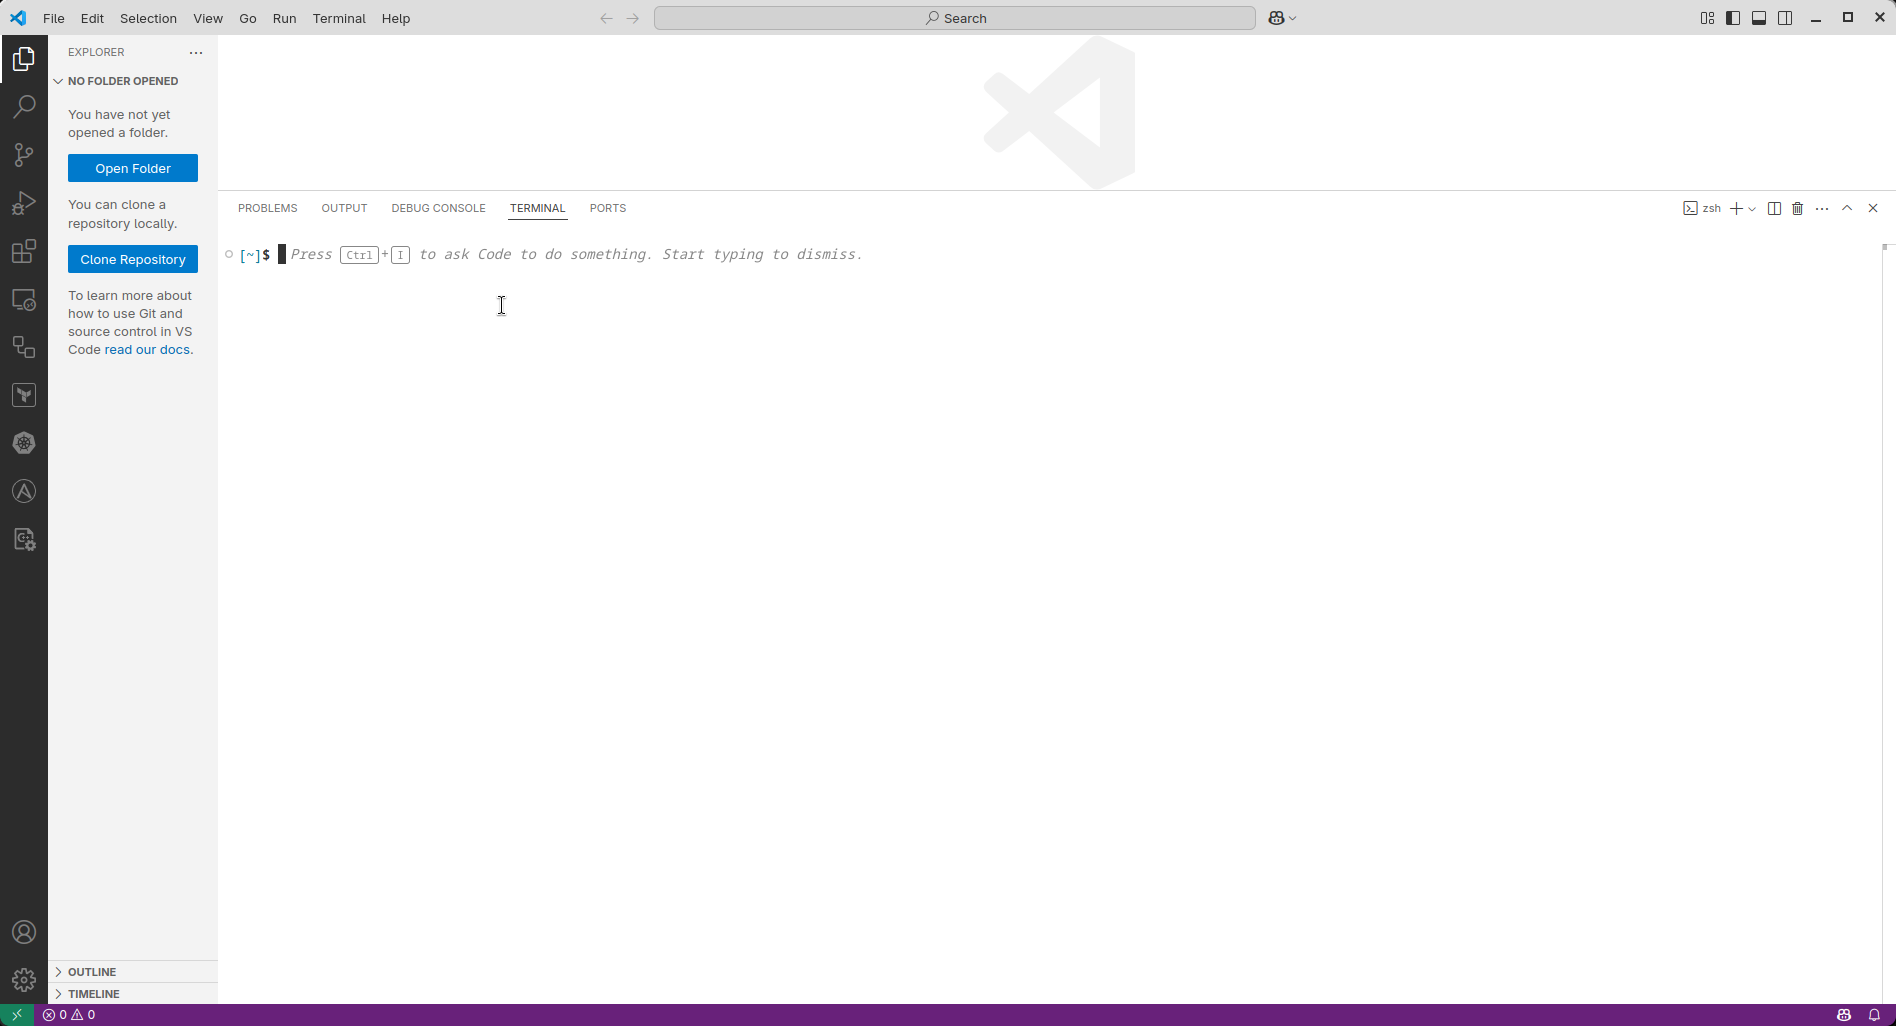 File Edit Selection View Go Run Terminal Help
Search
EXPLORER
NO FOLDER OPENED
You have not yet
opened a folder.
Open Folder
You can clone a
repository locally.
Clone Repository
To learn more about
how to use Git and
source control in VS
Code read our docs.
OUTLINE
TIMELINE
PROBLEMS OUTPUT DEBUG CONSOLE TERMINAL PORTS
zsh
[~]$ Press Ctrl+I to ask Code to do something. Start typing to dismiss.
0 0